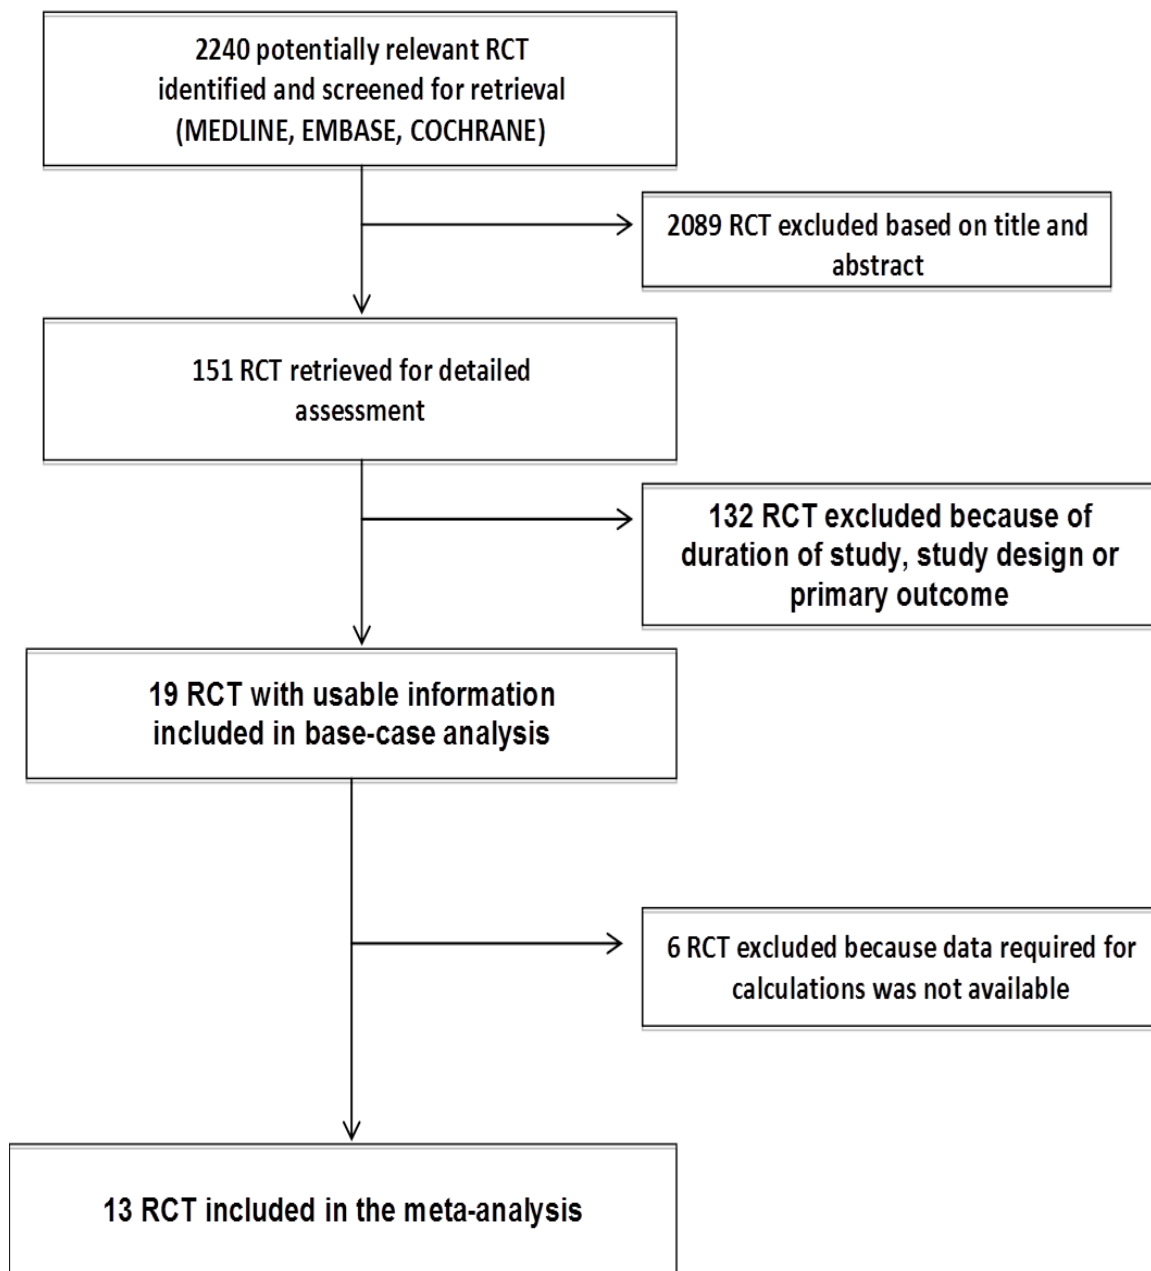 2240 potentially relevant RCT
identified and screened for retrieval
(MEDLINE, EMBASE, COCHRANE)
2089 RCT excluded based on title and
abstract
151 RCT retrieved for detailed
assessment
132 RCT excluded because of
duration of study, study design or
primary outcome
19 RCT with usable information
included in base-case analysis
6 RCT excluded because data required for
calculations was not available
13 RCT included in the meta-analysis